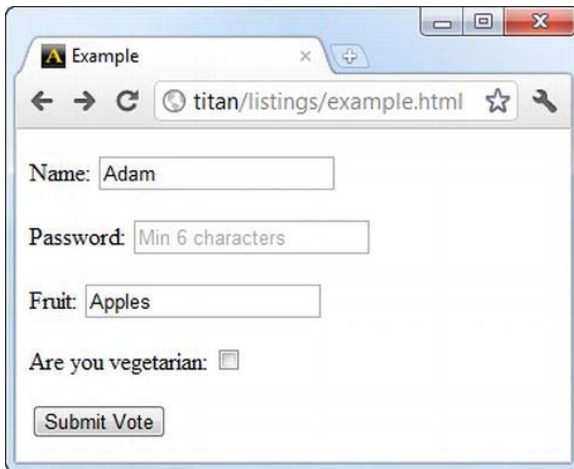 Example
titan/listings/example.html
Name: Adam
Password: Min 6 characters
Fruit: Apples
Are you vegetarian:
Submit Vote